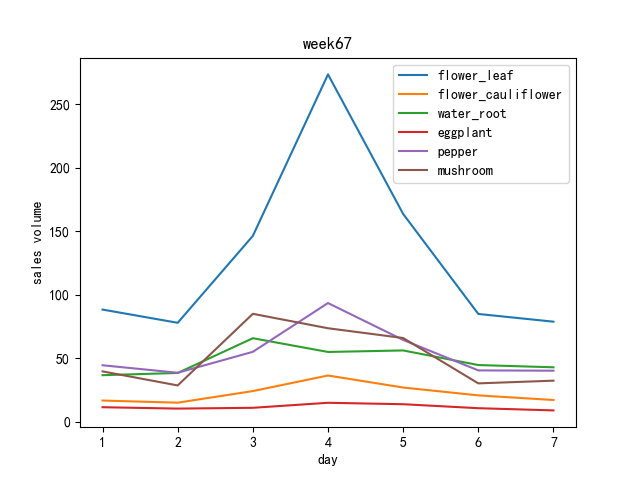 week67
flower_leaf
flower_cauliflower
water_root
eggplant
pepper
mushroom
sales volume
250
200
150
100
50
0
1 2 3 4 5 6 7
day